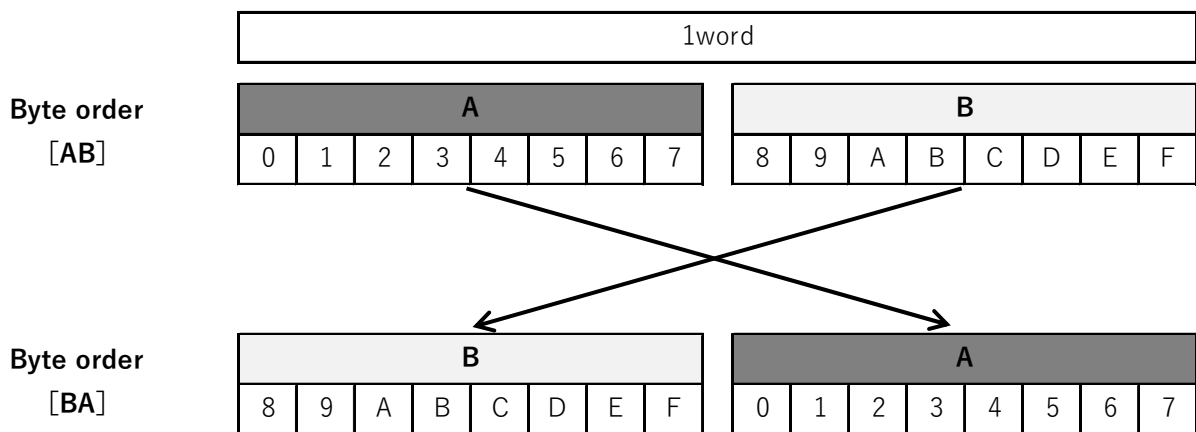 1word
Byte order
[AB]
A B
0 1 2 3 4 5 6 7 8 9 A B C D E F
Byte order
[BA]
B A
8 9 A B C D E F 0 1 2 3 4 5 6 7